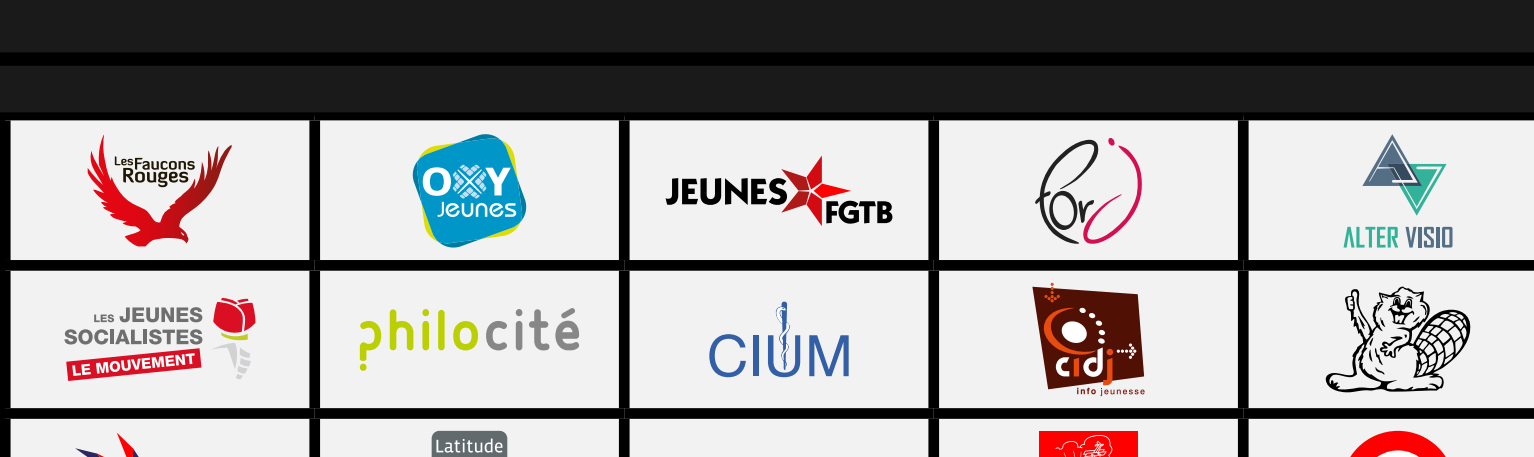 Les Faucons
Rouges
OXY
Jeunes
JEUNES
FGTB
for J
ALTER VISIO
LES JEUNES
SOCIALISTES
LE MOUVEMENT
philocité
CIUM
cidj
info jeunesse
Latitude